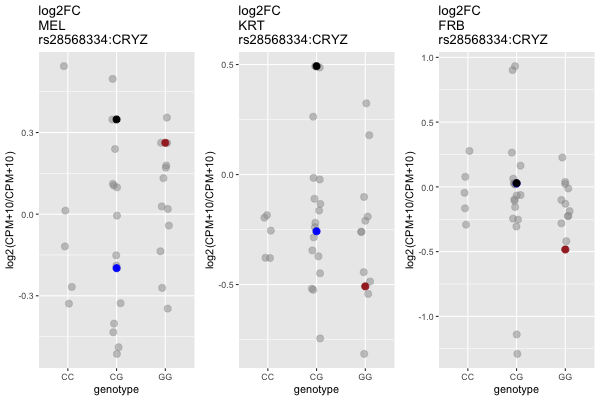 log2FC
MEL
rs28568334:CRYZ
log2(CPM+10/CPM+10)
0.3
0.0
-0.3
CC
CG
GG
genotype
log2FC
KRT
rs28568334:CRYZ
log2(CPM+10/CPM+10)
0.5
0.0
-0.5
CC
CG
GG
genotype
log2FC
FRB
rs28568334:CRYZ
log2(CPM+10/CPM+10)
1.0
0.5
0.0
-0.5
-1.0
CC
CG
GG
genotype